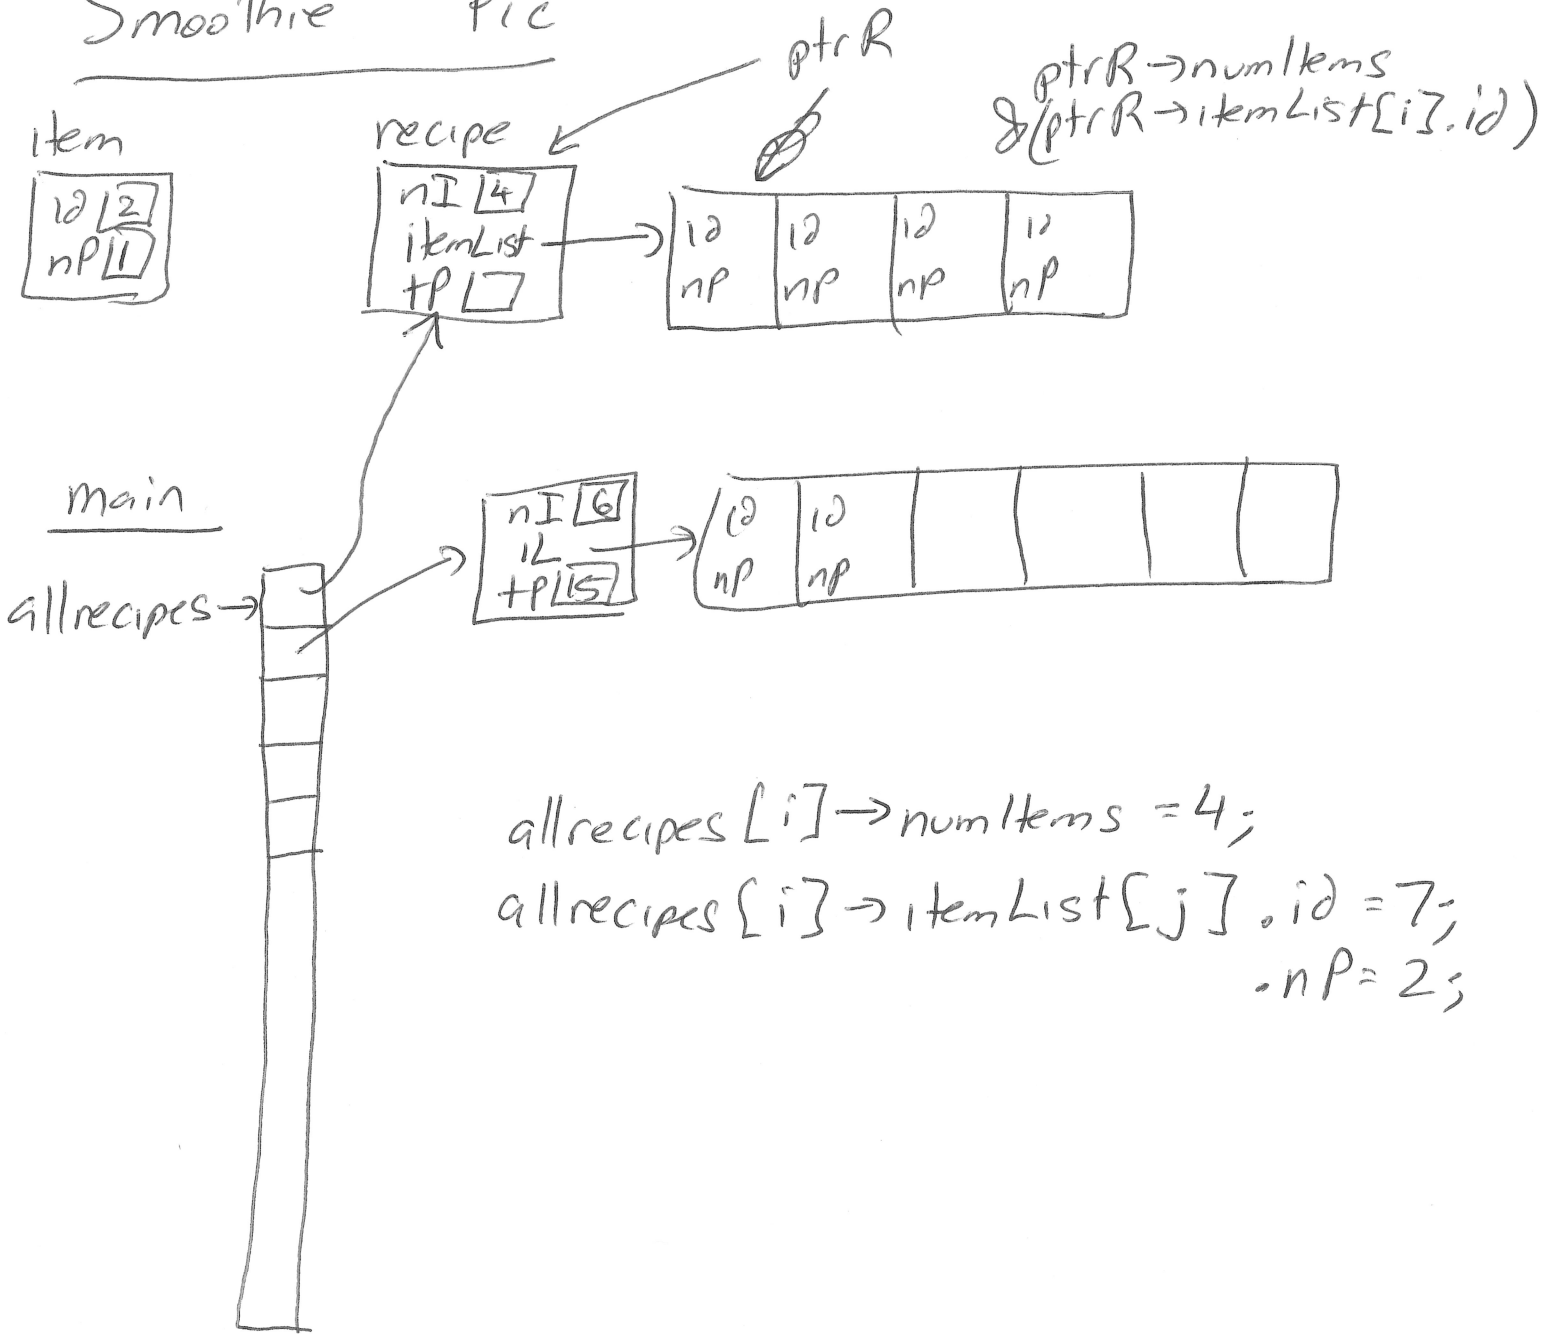 Smoothie Pic
ptrR
ptrR->numItems
&(ptrR->itemList[i].id)
item
id 2
nP 1
recipe
nI 4
itemList
tP
id id id id
nP nP nP nP
main
allrecipes->
nI 6
iL
tP 15
id id
nP nP
allrecipes[i]->numItems = 4;
allrecipes[i]->itemList[j].id = 7;
.nP = 2;